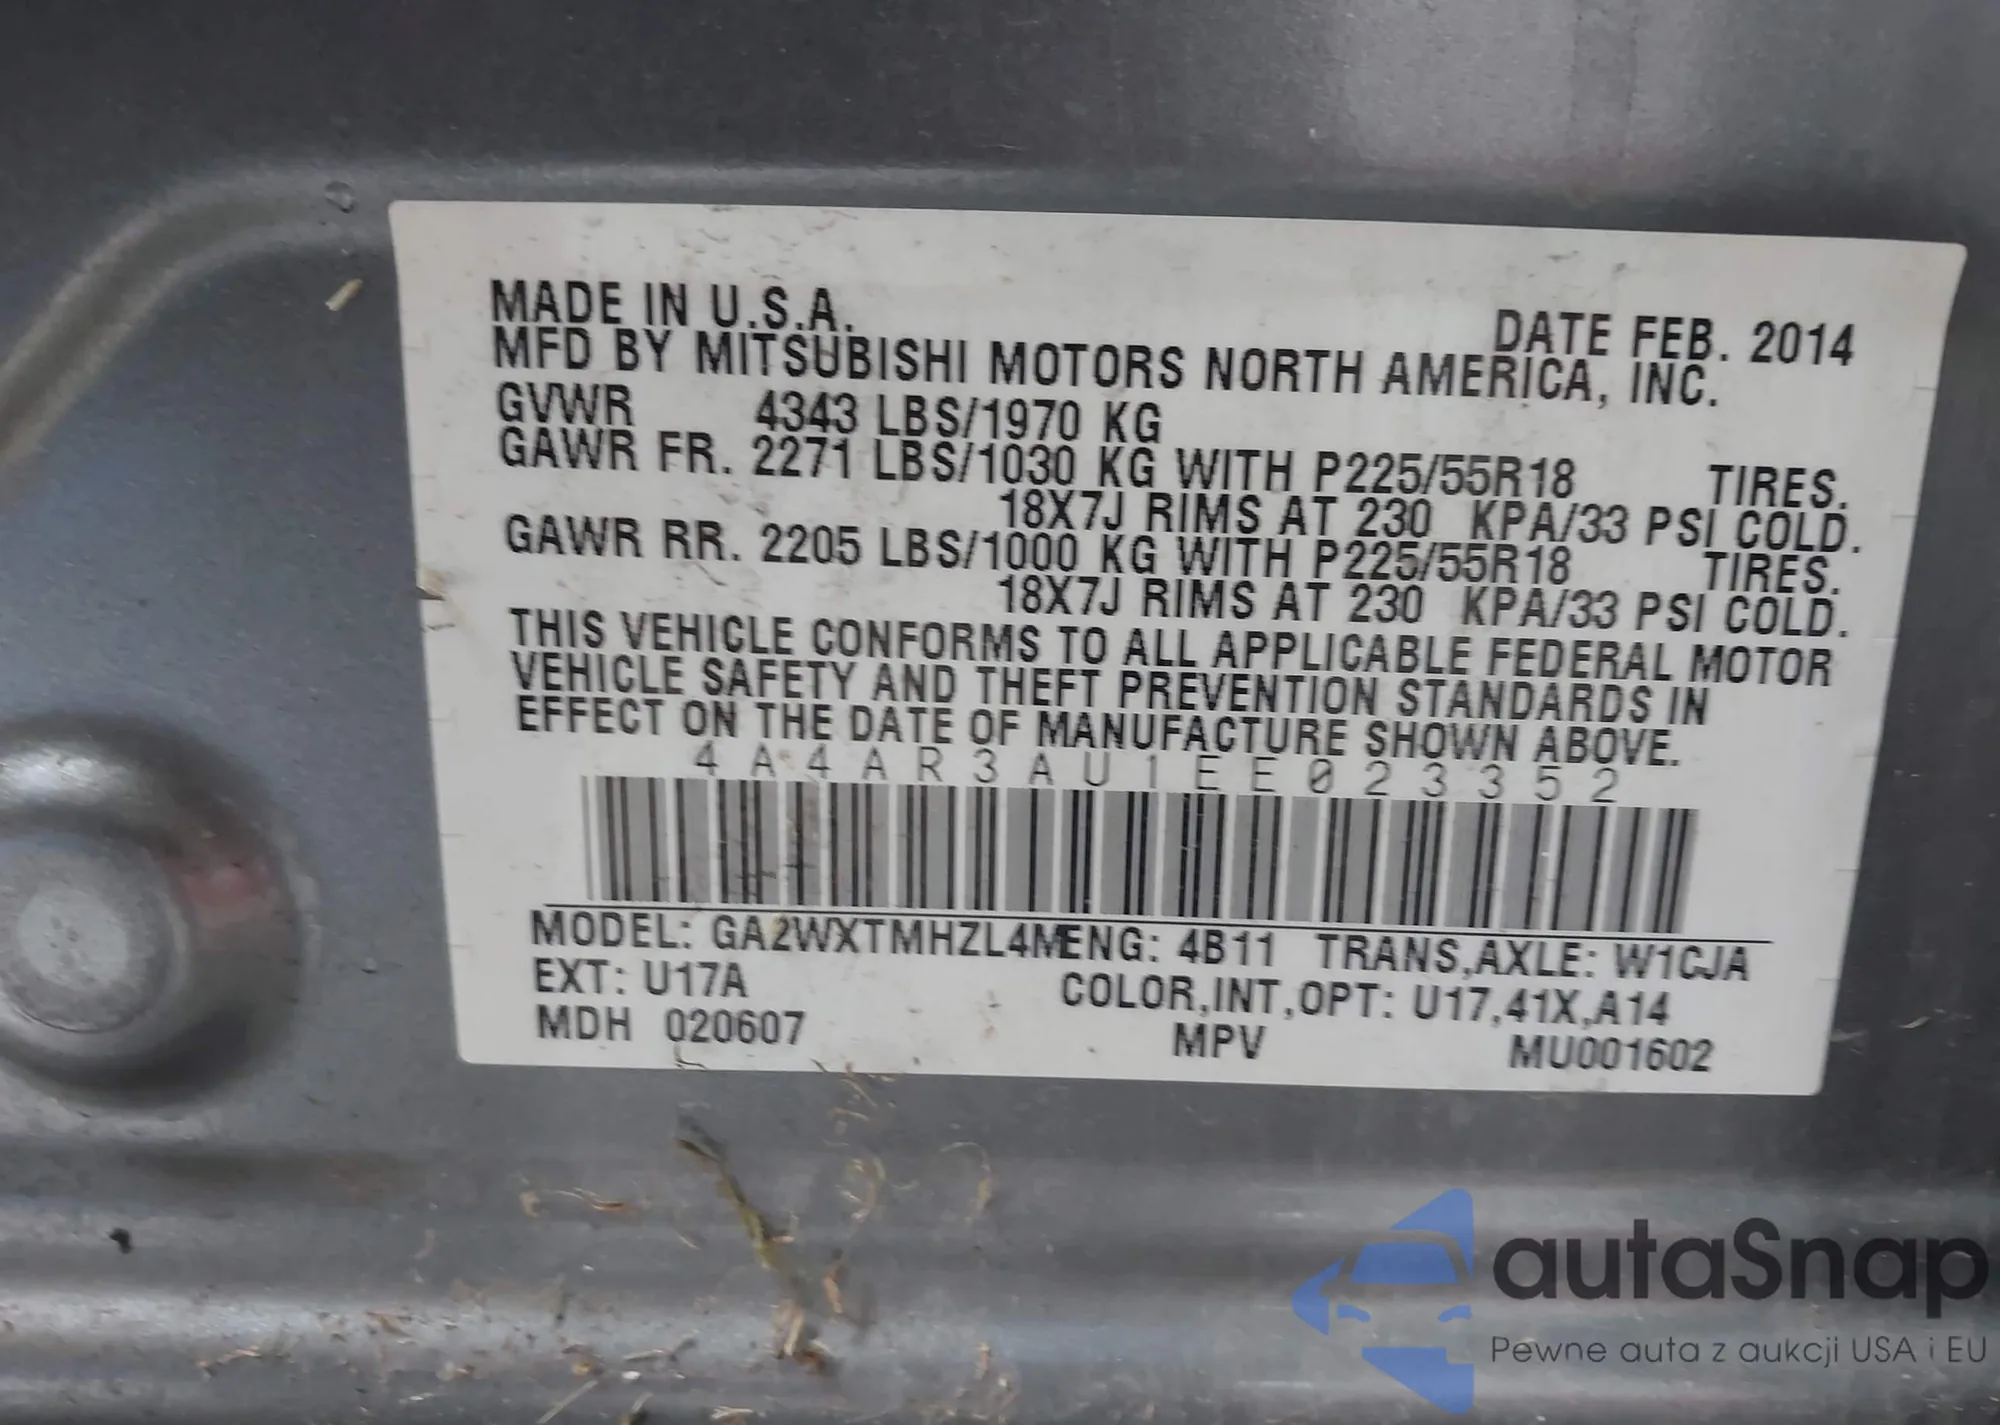 MADE IN U.S.A.
DATE FEB. 2014
MFD BY MITSUBISHI MOTORS NORTH AMERICA, INC.
GVWR 4343 LBS/1970 KG
GAWR FR. 2271 LBS/1030 KG WITH P225/55R18 TIRES.
18X7J RIMS AT 230 KPA/33 PSI COLD.
GAWR RR. 2205 LBS/1000 KG WITH P225/55R18 TIRES.
18X7J RIMS AT 230 KPA/33 PSI COLD.
THIS VEHICLE CONFORMS TO ALL APPLICABLE FEDERAL MOTOR
VEHICLE SAFETY AND THEFT PREVENTION STANDARDS IN
EFFECT ON THE DATE OF MANUFACTURE SHOWN ABOVE.
4A4AR3AU1EE023352
MODEL: GA2WXTMHZL4M ENG: 4B11 TRANS,AXLE: W1CJA
EXT: U17A COLOR,INT,OPT: U17,41X,A14
MDH 020607 MPV MU001602
autaSnap
Pewne auta z aukcji USA i EU